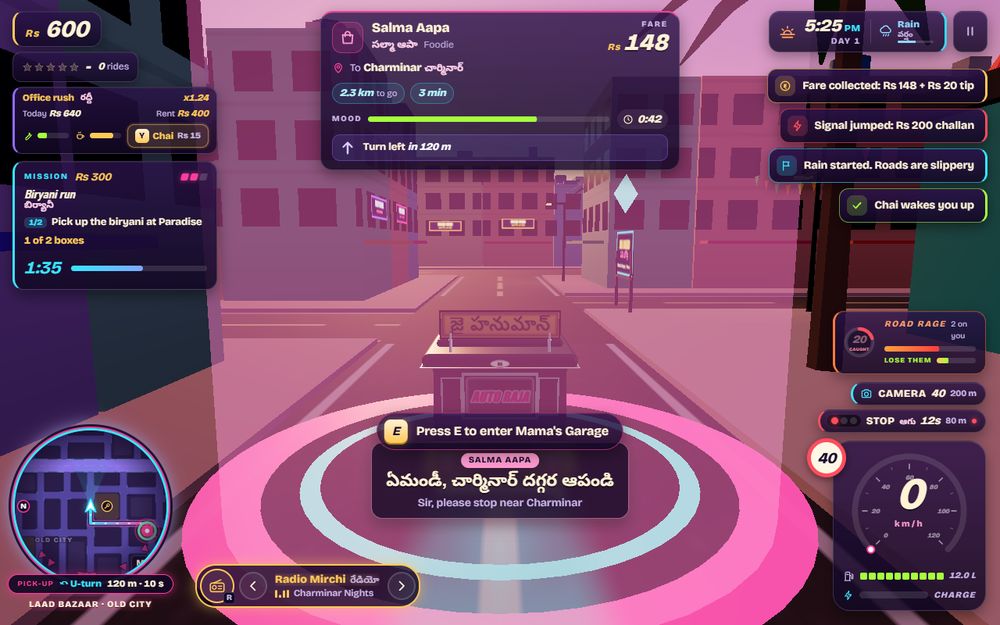 Rs 600
- 0 rides
Office rush రద్దీ x1.24
Today Rs 640 Rent Rs 400
Y Chai Rs 15
MISSION Rs 300
Biryani run
బిర్యానీ
1/2 Pick up the biryani at Paradise
1 of 2 boxes
1:35
Salma Aapa
సల్మా ఆపా Foodie
FARE
Rs 148
To Charminar చార్మినార్
2.3 km to go 3 min
MOOD 0:42
Turn left in 120 m
5:25 PM
DAY 1
Rain
వర్షం
Fare collected: Rs 148 + Rs 20 tip
Signal jumped: Rs 200 challan
Rain started. Roads are slippery
Chai wakes you up
జై హనుమాన్
AUTO RAJA
E Press E to enter Mama's Garage
SALMA AAPA
ఏమండీ, చార్మినార్ దగ్గర ఆపండి
Sir, please stop near Charminar
20
CAUGHT
ROAD RAGE 2 on you
LOSE THEM
CAMERA 40 200 m
STOP ఆగు 12s 80 m
40
0
km/h
0 20 40 60 80 100 120
12.0 L
CHARGE
N
OLD CITY
PICK-UP U-turn 120 m · 10 s
LAAD BAZAAR · OLD CITY
R
Radio Mirchi రేడియో
Charminar Nights